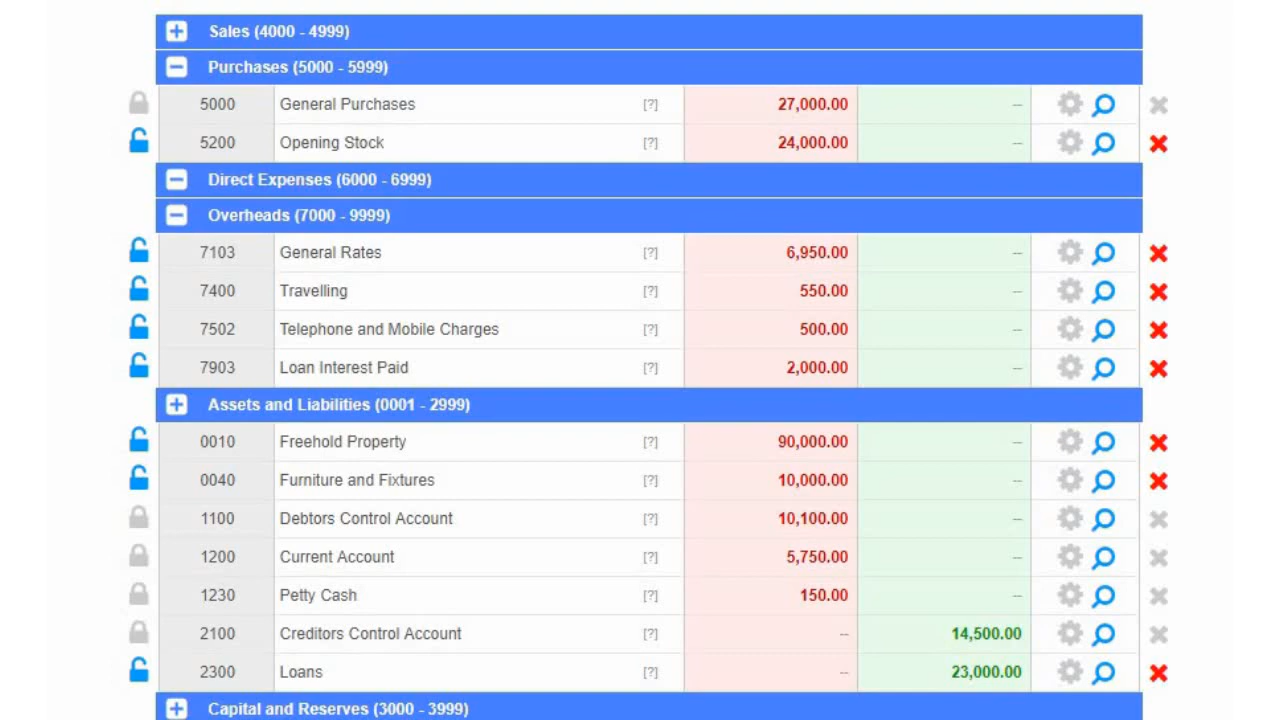 Sales (4000 - 4999)
Purchases (5000 - 5999)
5000 General Purchases [?] 27,000.00 --
5200 Opening Stock [?] 24,000.00 --
Direct Expenses (6000 - 6999)
Overheads (7000 - 9999)
7103 General Rates [?] 6,950.00 --
7400 Travelling [?] 550.00 --
7502 Telephone and Mobile Charges [?] 500.00 --
7903 Loan Interest Paid [?] 2,000.00 --
Assets and Liabilities (0001 - 2999)
0010 Freehold Property [?] 90,000.00 --
0040 Furniture and Fixtures [?] 10,000.00 --
1100 Debtors Control Account [?] 10,100.00 --
1200 Current Account [?] 5,750.00 --
1230 Petty Cash [?] 150.00 --
2100 Creditors Control Account [?] -- 14,500.00
2300 Loans [?] -- 23,000.00
Capital and Reserves (3000 - 3999)